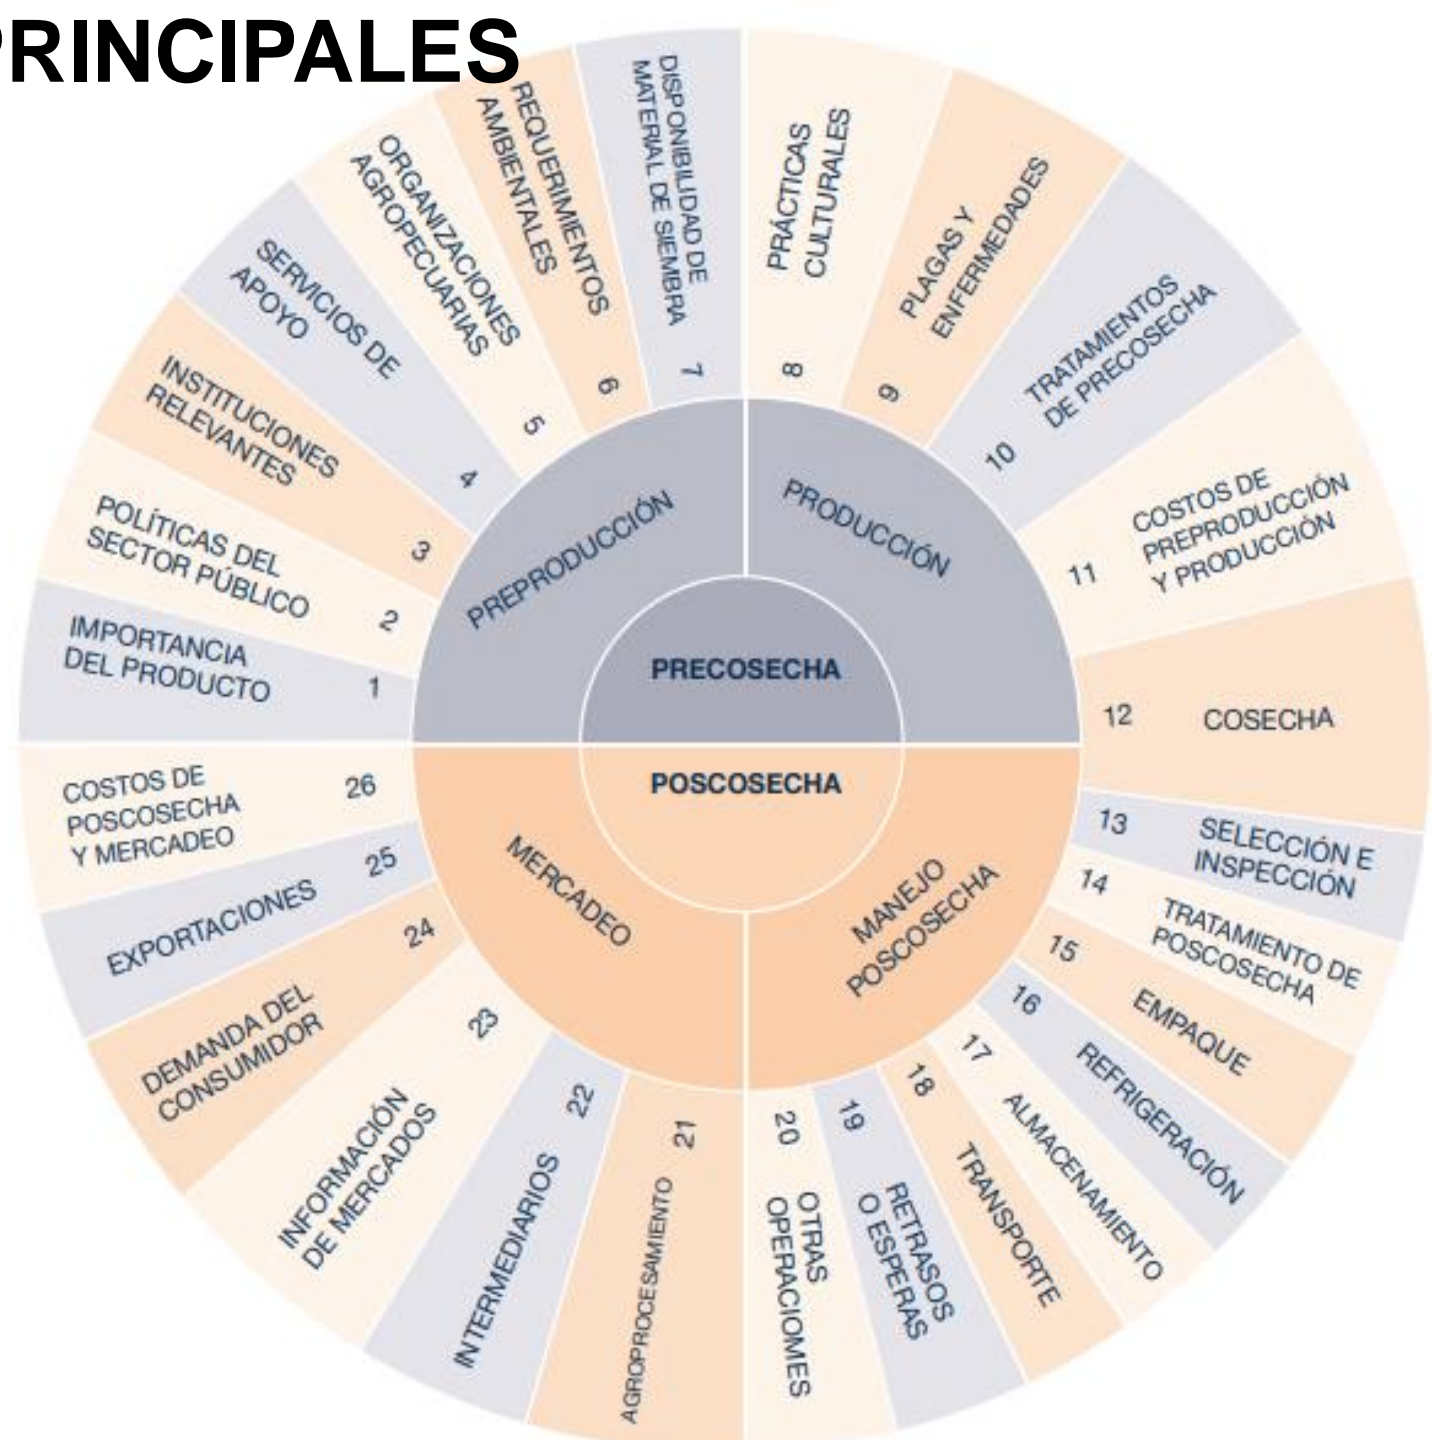 PRINCIPALES
PRECOSECHA
POSCOSECHA
PREPRODUCCIÓN
PRODUCCIÓN
MANEJO
POSCOSECHA
MERCADEO
1
IMPORTANCIA
DEL PRODUCTO
2
POLÍTICAS DEL
SECTOR PÚBLICO
3
INSTITUCIONES
RELEVANTES
4
SERVICIOS DE
APOYO
5
ORGANIZACIONES
AGROPECUARIAS
6
REQUERIMIENTOS
AMBIENTALES
7
DISPONIBILIDAD DE
MATERIAL DE SIEMBRA
8
PRÁCTICAS
CULTURALES
9
PLAGAS Y
ENFERMEDADES
10
TRATAMIENTOS
DE PRECOSECHA
11
COSTOS DE
PREPRODUCCIÓN
Y PRODUCCIÓN
12
COSECHA
13
SELECCIÓN E
INSPECCIÓN
14
TRATAMIENTO DE
POSCOSECHA
15
EMPAQUE
16
REFRIGERACIÓN
17
ALMACENAMIENTO
18
TRANSPORTE
19
RETRASOS
O ESPERAS
20
OTRAS
OPERACIOMES
21
AGROPROCESAMIENTO
22
INTERMEDIARIOS
23
INFORMACIÓN
DE MERCADOS
24
DEMANDA DEL
CONSUMIDOR
25
EXPORTACIONES
26
COSTOS DE
POSCOSECHA
Y MERCADEO